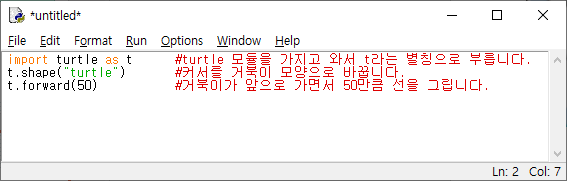 *untitled*
File Edit Format Run Options Window Help
import turtle as t #turtle 모듈을 가지고 와서 t라는 별칭으로 부릅니다.
t.shape("turtle") #커서를 거북이 모양으로 바꿉니다.
t.forward(50) #거북이가 앞으로 가면서 50만큼 선을 그립니다.
Ln: 2 Col: 7